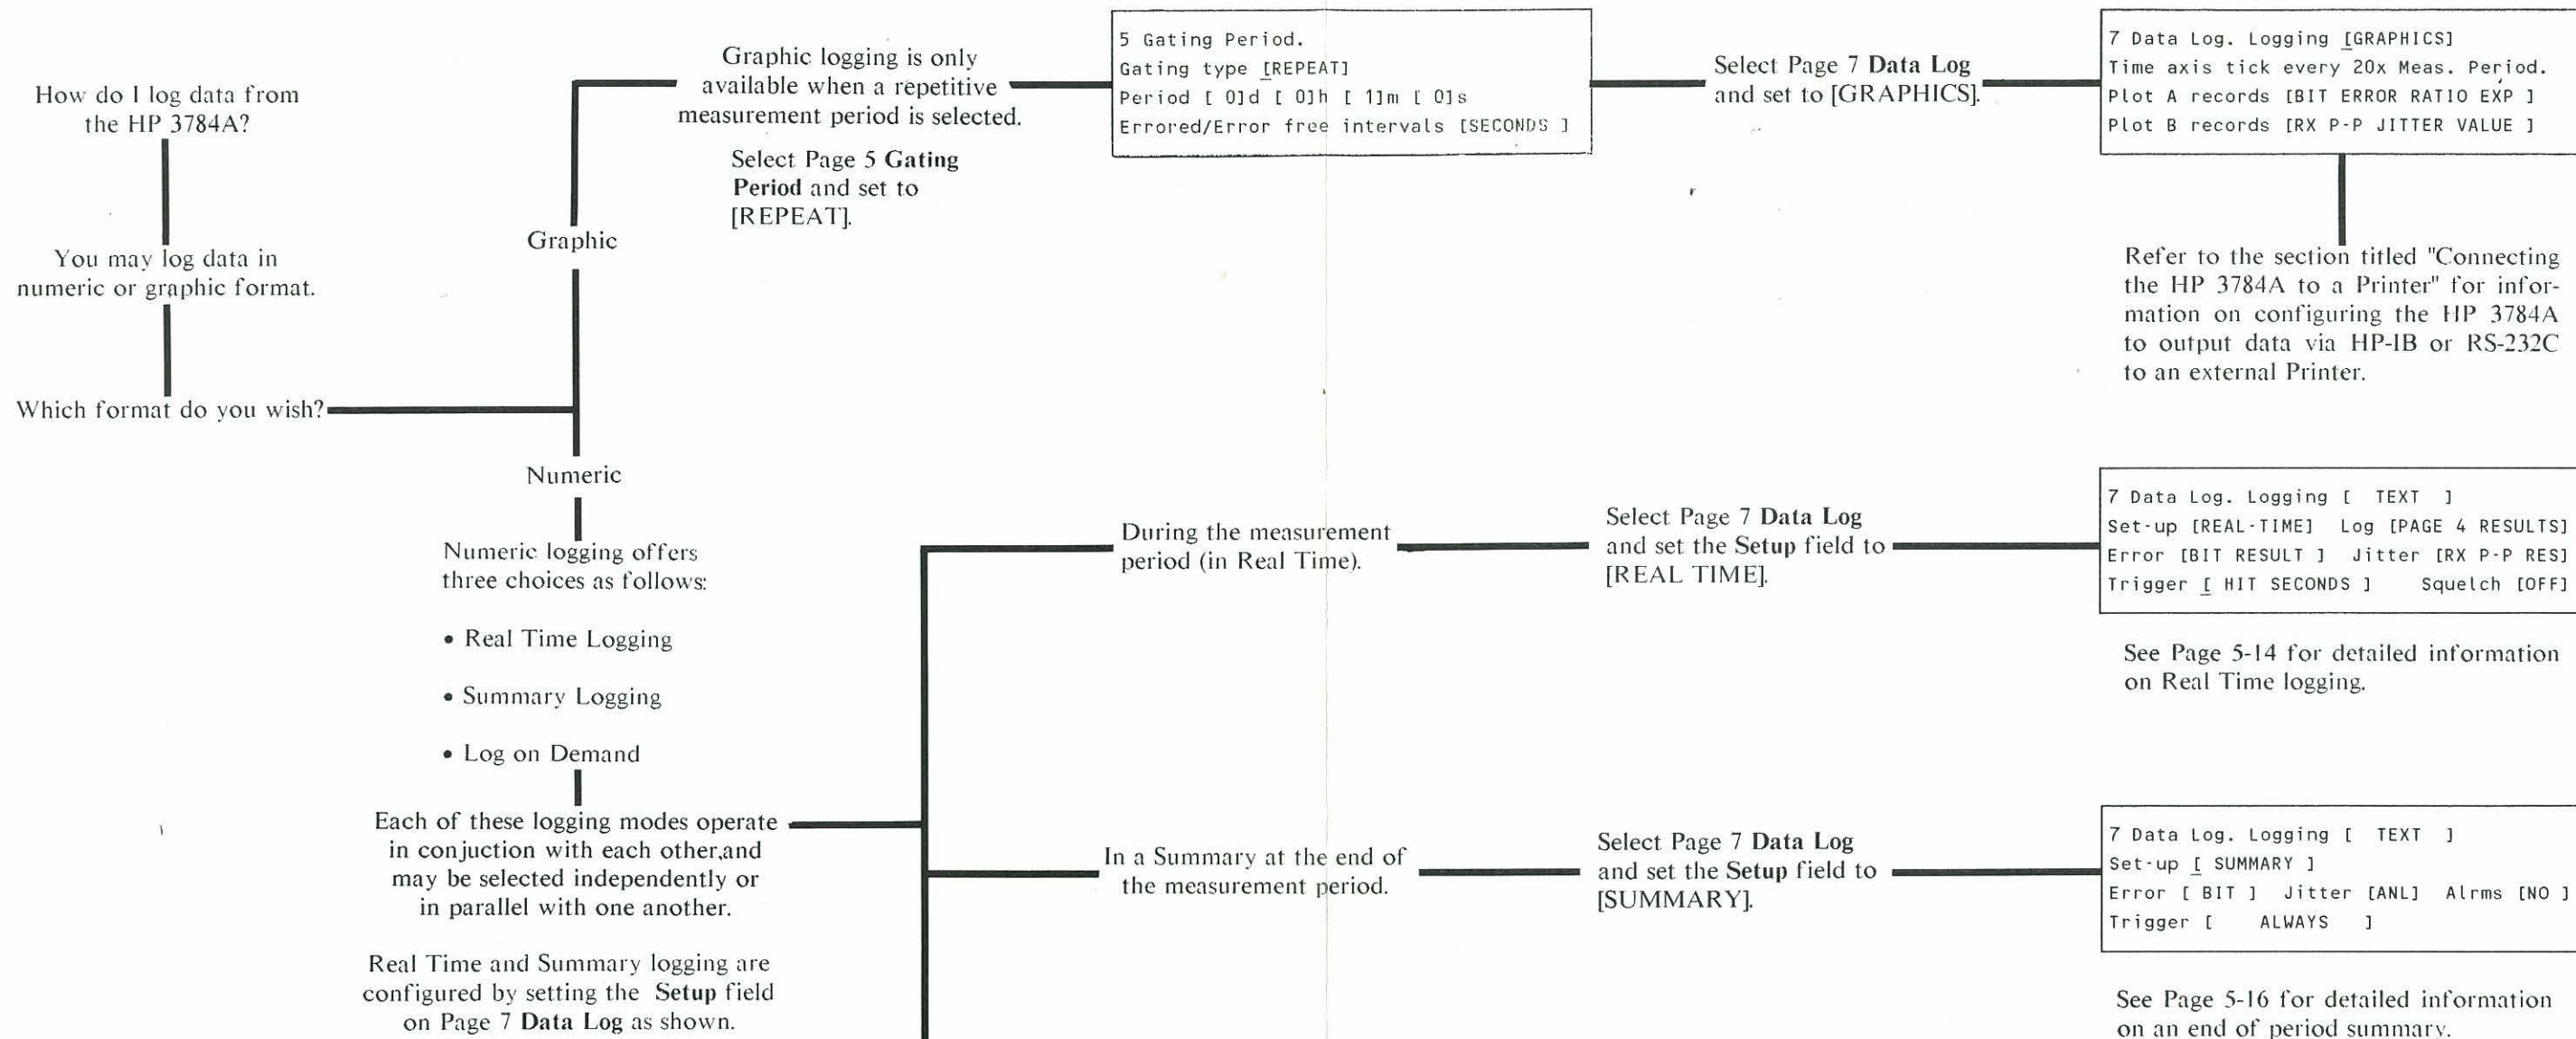 How do I log data from
the HP 3784A?
You may log data in
numeric or graphic format.
Which format do you wish?
Graphic
Graphic logging is only
available when a repetitive
measurement period is selected.
Select Page 5 Gating
Period and set to
[REPEAT].
5 Gating Period.
Gating type [REPEAT]
Period [ 0]d [ 0]h [ 1]m [ 0]s
Errored/Error free intervals [SECONDS ]
Select Page 7 Data Log
and set to [GRAPHICS].
7 Data Log. Logging [GRAPHICS]
Time axis tick every 20x Meas. Period.
Plot A records [BIT ERROR RATIO EXP ]
Plot B records [RX P-P JITTER VALUE ]
Refer to the section titled "Connecting
the HP 3784A to a Printer" for infor-
mation on configuring the HP 3784A
to output data via HP-IB or RS-232C
to an external Printer.
Numeric
Numeric logging offers
three choices as follows:
• Real Time Logging
• Summary Logging
• Log on Demand
Each of these logging modes operate
in conjuction with each other,and
may be selected independently or
in parallel with one another.
Real Time and Summary logging are
configured by setting the Setup field
on Page 7 Data Log as shown.
During the measurement
period (in Real Time).
Select Page 7 Data Log
and set the Setup field to
[REAL TIME].
7 Data Log. Logging [  TEXT  ]
Set-up [REAL-TIME]  Log [PAGE 4 RESULTS]
Error [BIT RESULT ]  Jitter [RX P-P RES]
Trigger [ HIT SECONDS ]    Squelch [OFF]
See Page 5-14 for detailed information
on Real Time logging.
In a Summary at the end of
the measurement period.
Select Page 7 Data Log
and set the Setup field to
[SUMMARY].
7 Data Log. Logging [  TEXT  ]
Set-up [ SUMMARY ]
Error [ BIT ]  Jitter [ANL]  Alrms [NO ]
Trigger [    ALWAYS   ]
See Page 5-16 for detailed information
on an end of period summary.